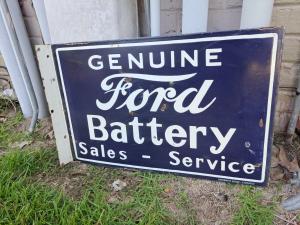 GENUINE
Ford
Battery
Sales - Service